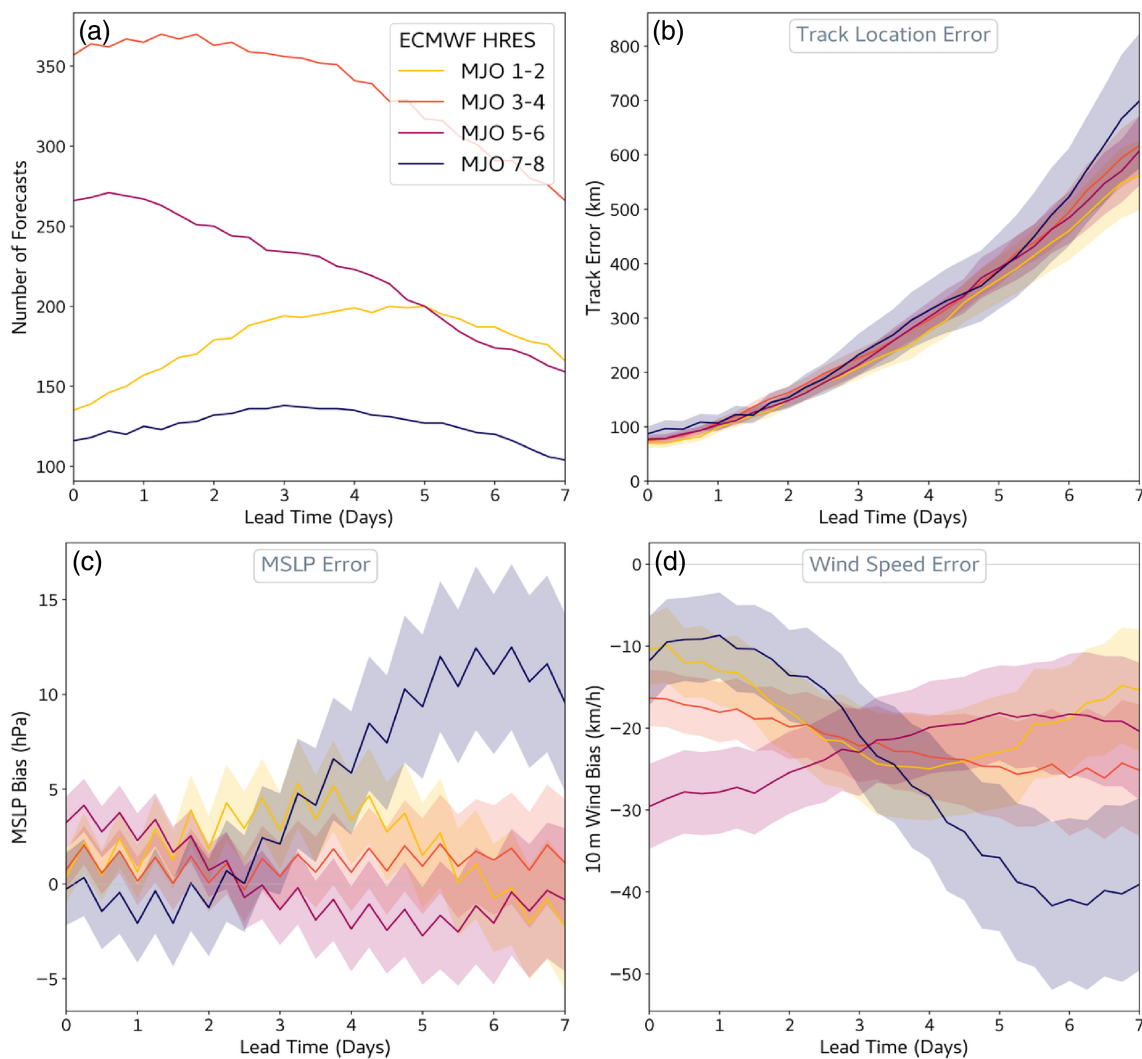 (a)
ECMWF HRES
MJO 1-2
MJO 3-4
MJO 5-6
MJO 7-8
350
300
250
200
150
100
Number of Forecasts
0 1 2 3 4 5 6 7
Lead Time (Days)
(b)
Track Location Error
800
700
600
500
400
300
200
100
0
Track Error (km)
0 1 2 3 4 5 6 7
Lead Time (Days)
(c)
MSLP Error
15
10
5
0
−5
MSLP Bias (hPa)
0 1 2 3 4 5 6 7
Lead Time (Days)
(d)
Wind Speed Error
0
−10
−20
−30
−40
−50
10 m Wind Bias (km/h)
0 1 2 3 4 5 6 7
Lead Time (Days)